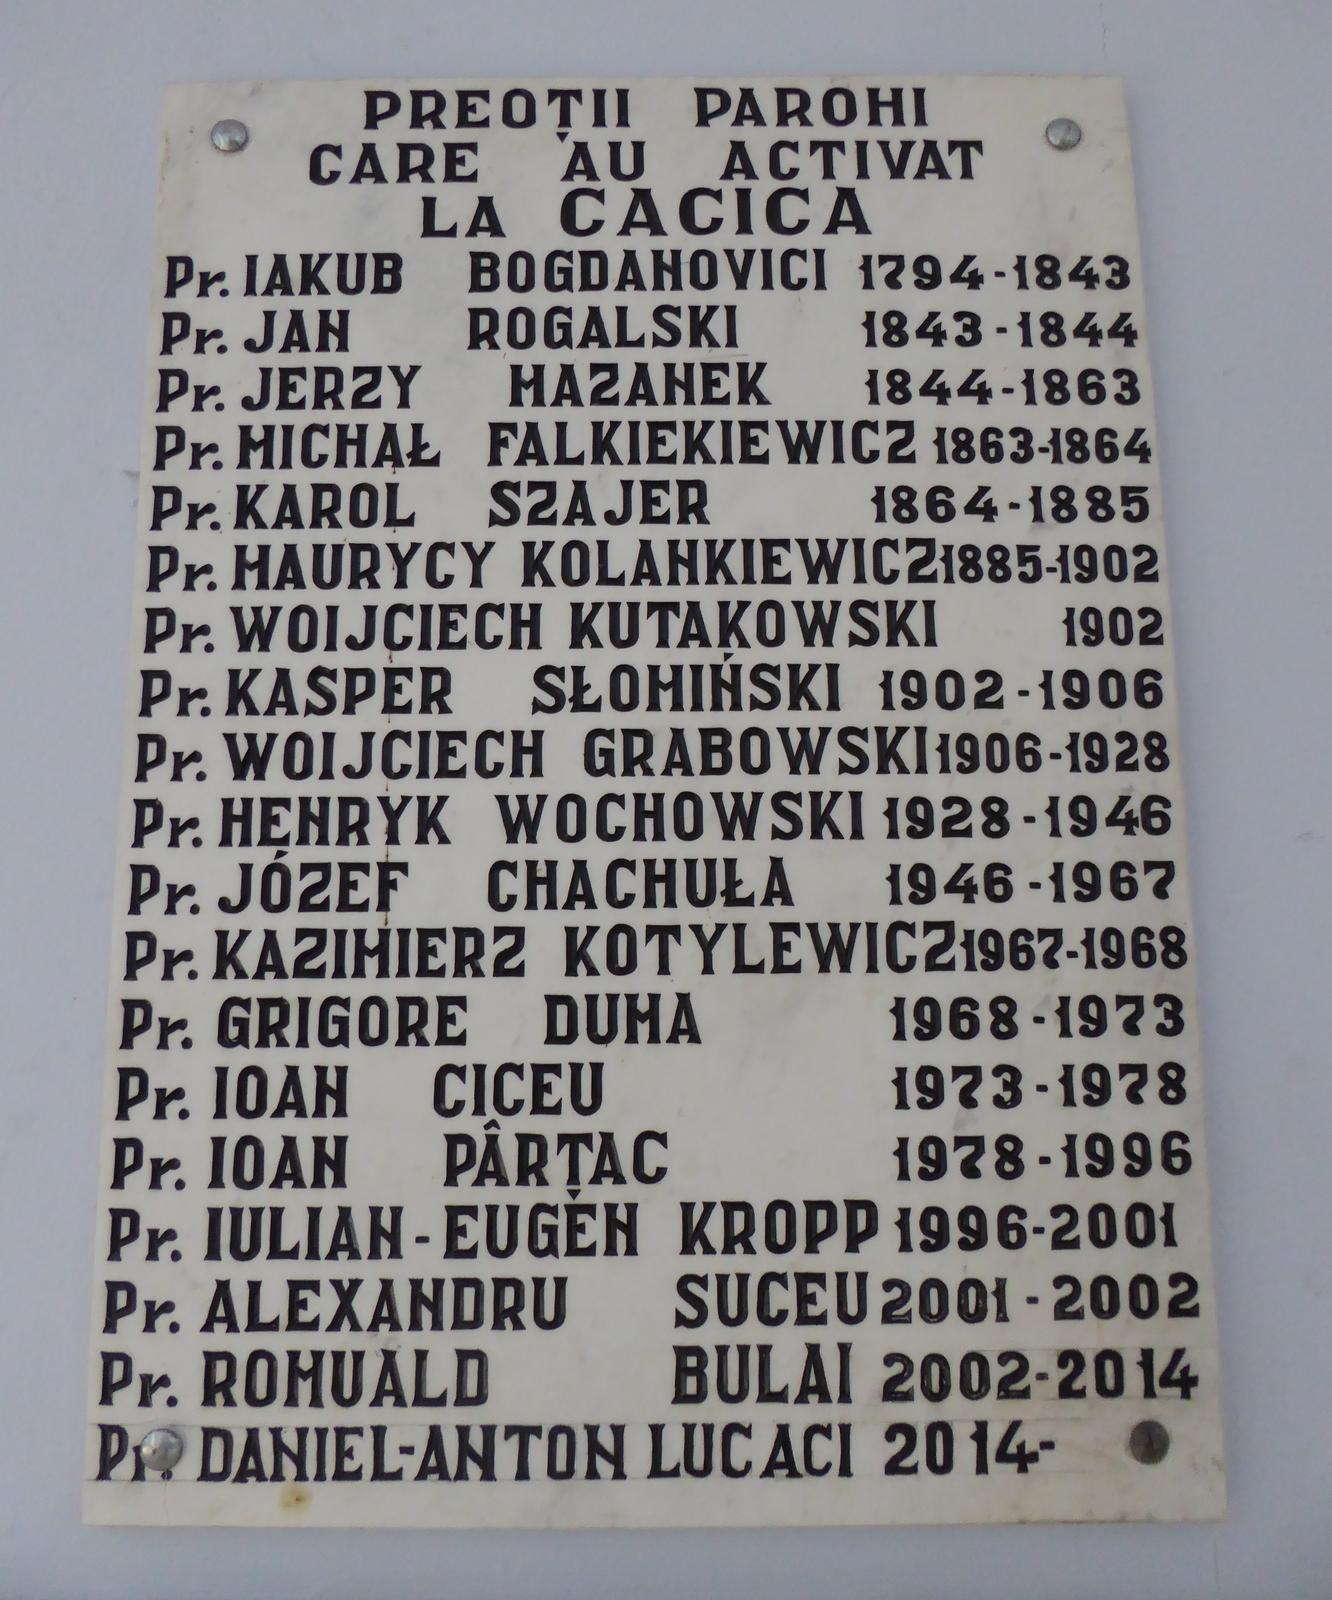 PREOȚII PAROHI
CARE AU ACTIVAT
LA CACICA
Pr. IAKUB BOGDANOVICI 1794-1843
Pr. JAN ROGALSKI 1843-1844
Pr. JERZY MAZANEK 1844-1863
Pr. MICHAŁ FALKIEKIEWICZ 1863-1864
Pr. KAROL SZAJER 1864-1885
Pr. MAURYCY KOLANKIEWICZ 1885-1902
Pr. WOIJCIECH KUTAKOWSKI 1902
Pr. KASPER SŁOMIŃSKI 1902-1906
Pr. WOIJCIECH GRABOWSKI 1906-1928
Pr. HENRYK WOCHOWSKI 1928-1946
Pr. JÓZEF CHACHUŁA 1946-1967
Pr. KAZIMIERZ KOTYLEWICZ 1967-1968
Pr. GRIGORE DUMA 1968-1973
Pr. IOAN CICEU 1973-1978
Pr. IOAN PÂRȚAC 1978-1996
Pr. IULIAN-EUGEN KROPP 1996-2001
Pr. ALEXANDRU SUCEU 2001-2002
Pr. ROMUALD BULAI 2002-2014
Pr. DANIEL-ANTON LUCACI 2014-